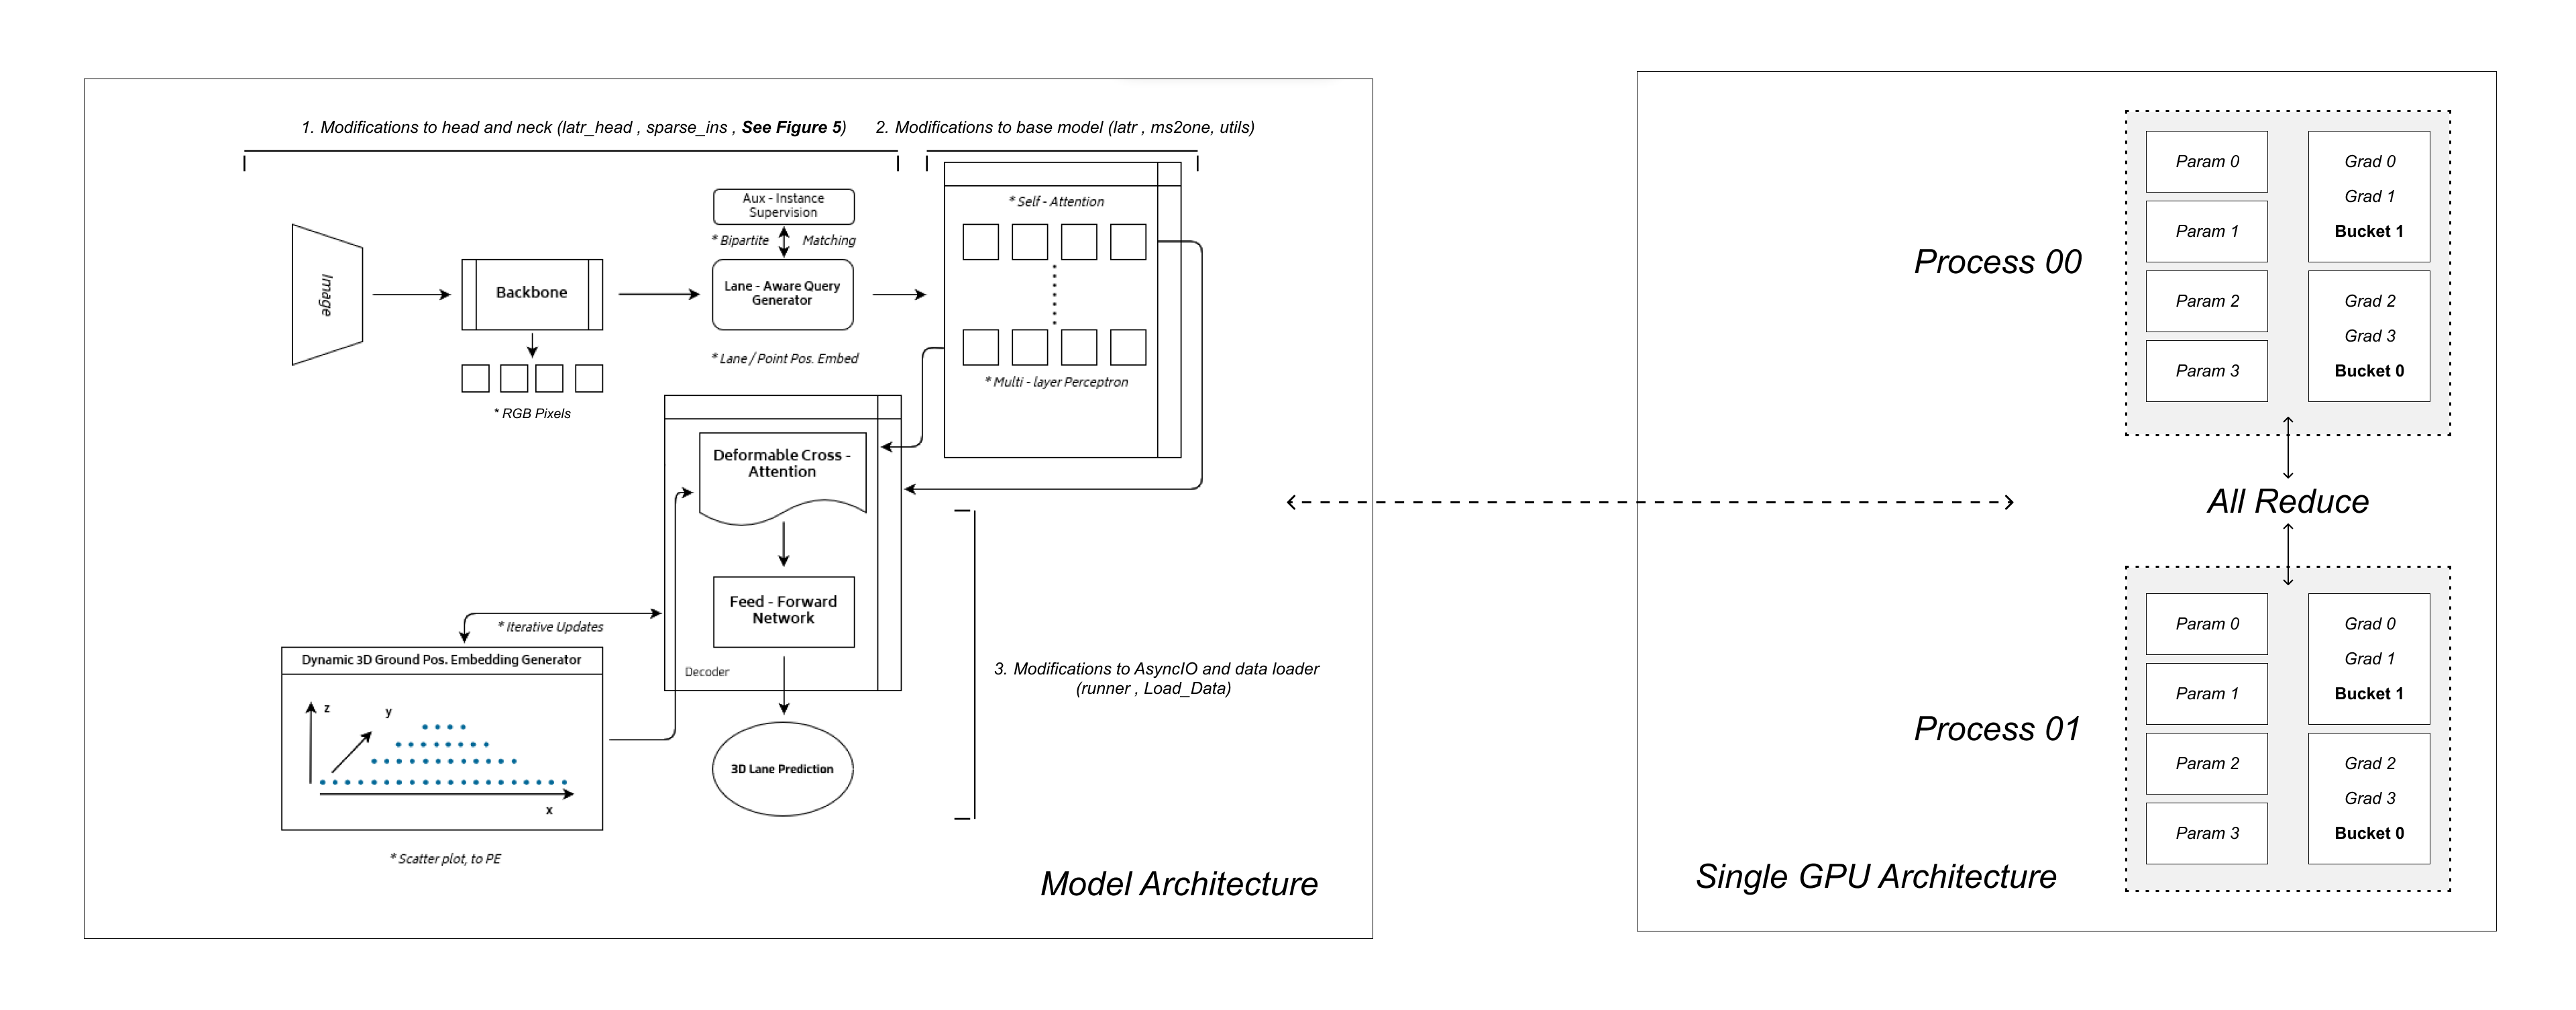 1. Modifications to head and neck (latr_head , sparse_ins , See Figure 5)
2. Modifications to base model (latr , ms2one, utils)
Image
Backbone
* RGB Pixels
Aux - Instance
Supervision
* Bipartite Matching
Lane - Aware Query
Generator
* Lane / Point Pos. Embed
* Self - Attention
* Multi - layer Perceptron
Deformable Cross -
Attention
Feed - Forward
Network
Decoder
* Iterative Updates
Dynamic 3D Ground Pos. Embedding Generator
z
y
x
* Scatter plot, to PE
3D Lane Prediction
3. Modifications to AsyncIO and data loader
(runner , Load_Data)
Model Architecture
Process 00
Param 0
Param 1
Param 2
Param 3
Grad 0
Grad 1
Bucket 1
Grad 2
Grad 3
Bucket 0
All Reduce
Process 01
Param 0
Param 1
Param 2
Param 3
Grad 0
Grad 1
Bucket 1
Grad 2
Grad 3
Bucket 0
Single GPU Architecture